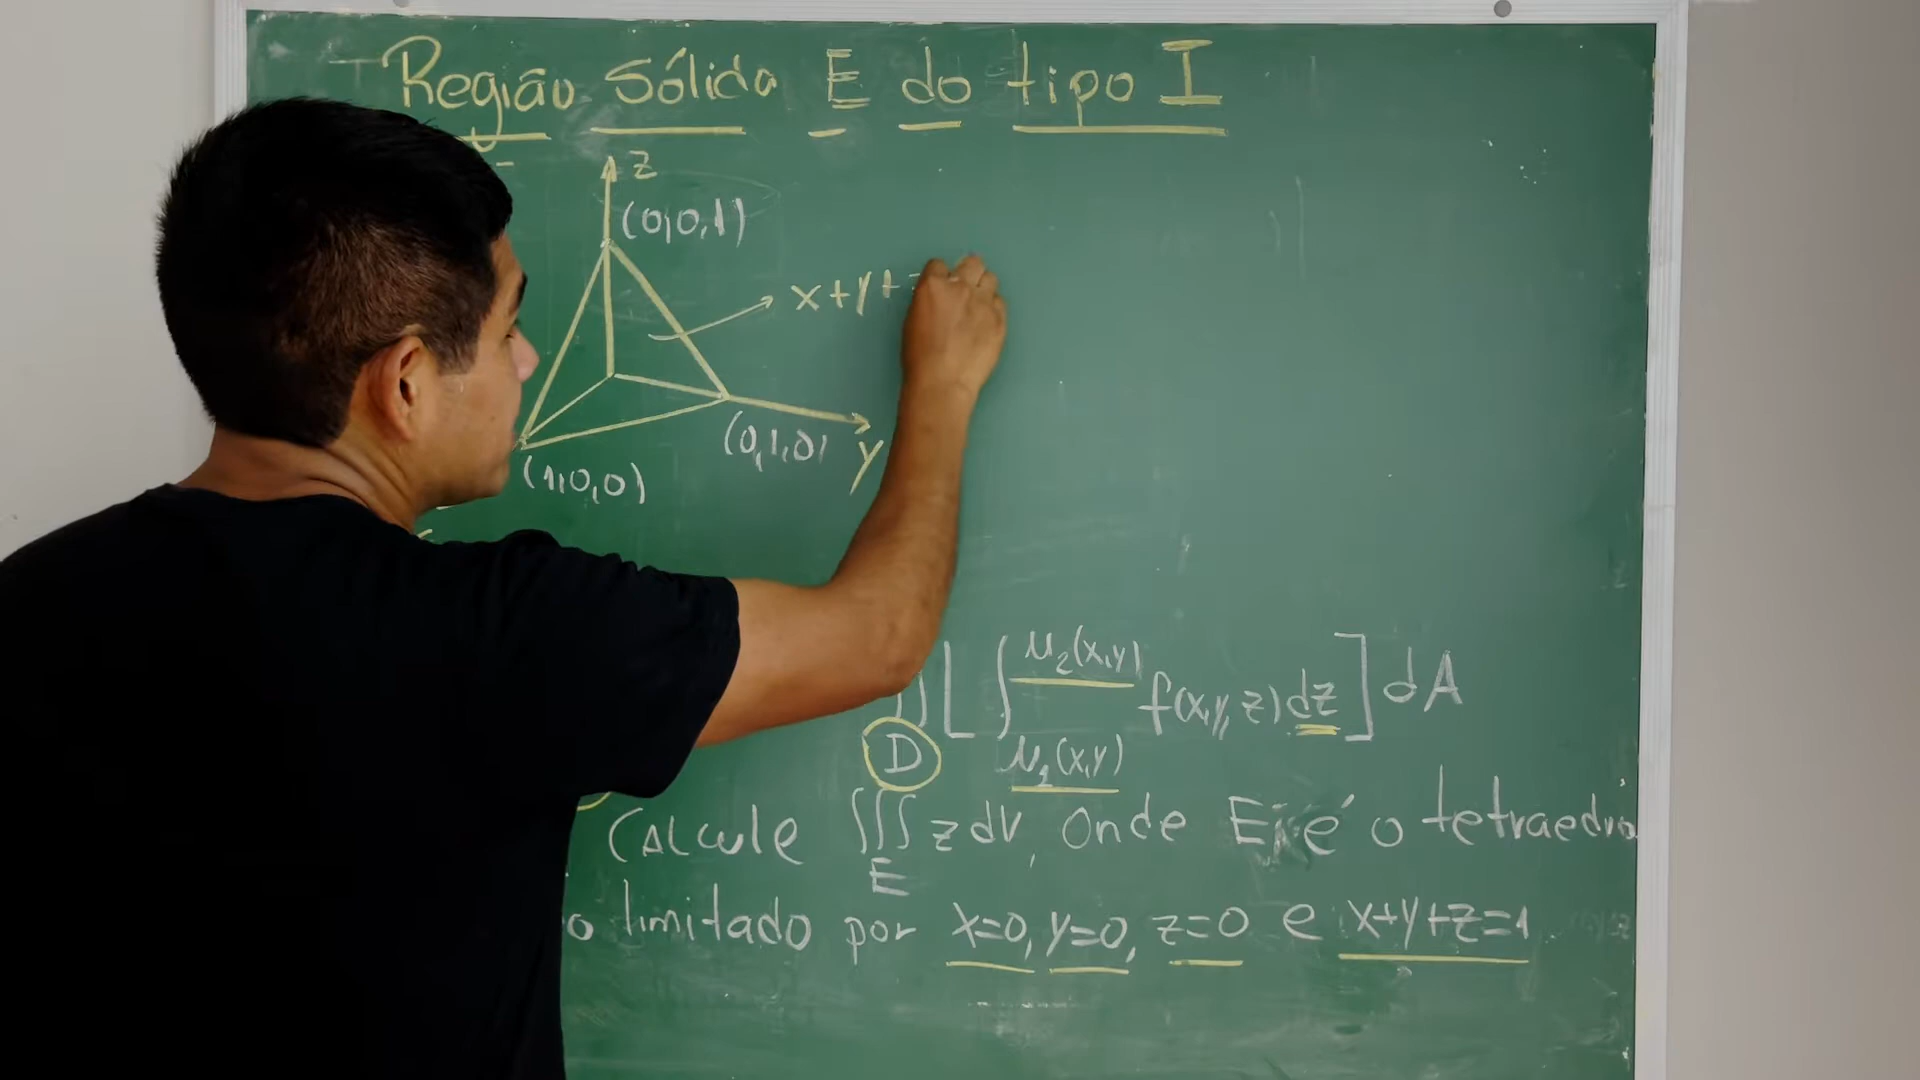 Região Sólida E do tipo I
z
(0,0,1)
x+y+z
(0,1,0)
y
(1,0,0)
∬ [ ∫ u₂(x,y) f(x,y,z) dz ] dA
D u₁(x,y)
Calcule ∭ z dV, Onde E é o tetraedro
E
limitado por x=0, y=0, z=0 e x+y+z=1